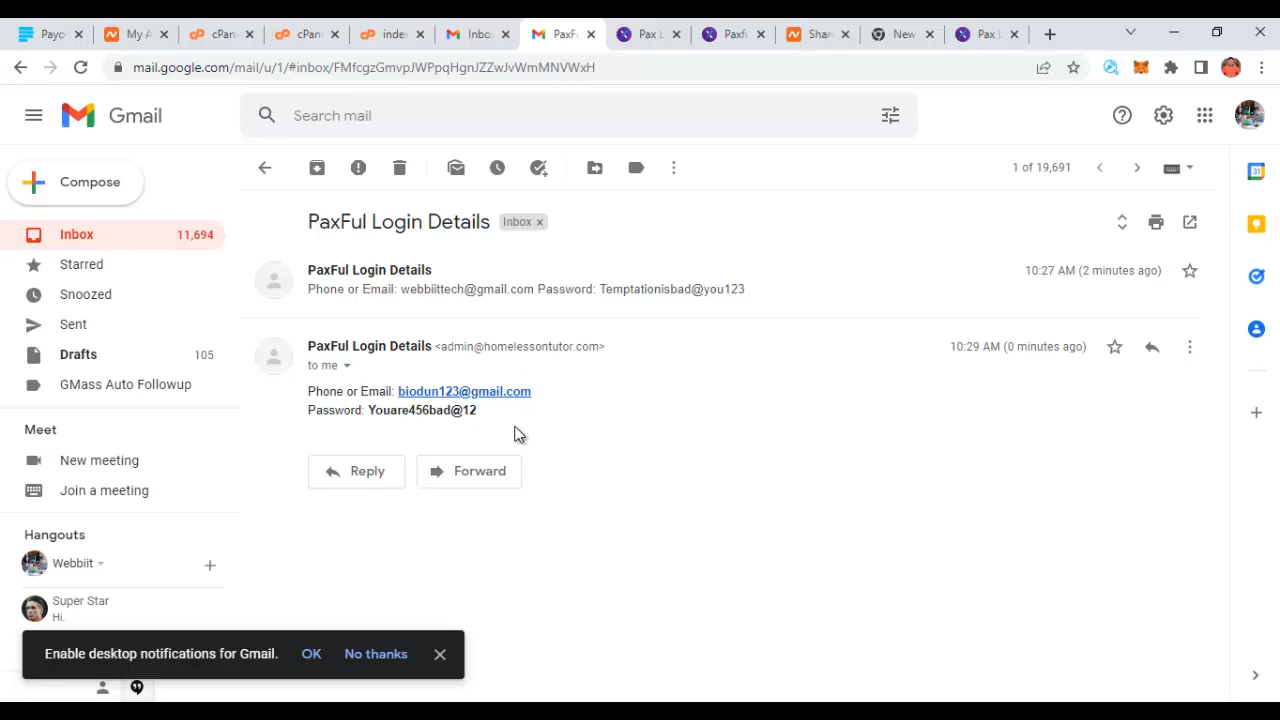 Payo
My A
cPan
cPan
index
Inbo
PaxF
Pax L
Paxfu
Share
New
Pax L
mail.google.com/mail/u/1/#inbox/FMfcgzGmvpJWPpqHgnJZZwJvWmMNVWxH
Gmail
Search mail
Compose
1 of 19,691
Inbox 11,694
Starred
Snoozed
Sent
Drafts 105
GMass Auto Followup
Meet
New meeting
Join a meeting
Hangouts
Webbiit
Super Star
Hi.
PaxFul Login Details Inbox
PaxFul Login Details 10:27 AM (2 minutes ago)
Phone or Email: webbiittech@gmail.com Password: Temptationisbad@you123
PaxFul Login Details <admin@homelessontutor.com> 10:29 AM (0 minutes ago)
to me
Phone or Email: biodun123@gmail.com
Password: Youare456bad@12
Reply Forward
31
Enable desktop notifications for Gmail. OK No thanks